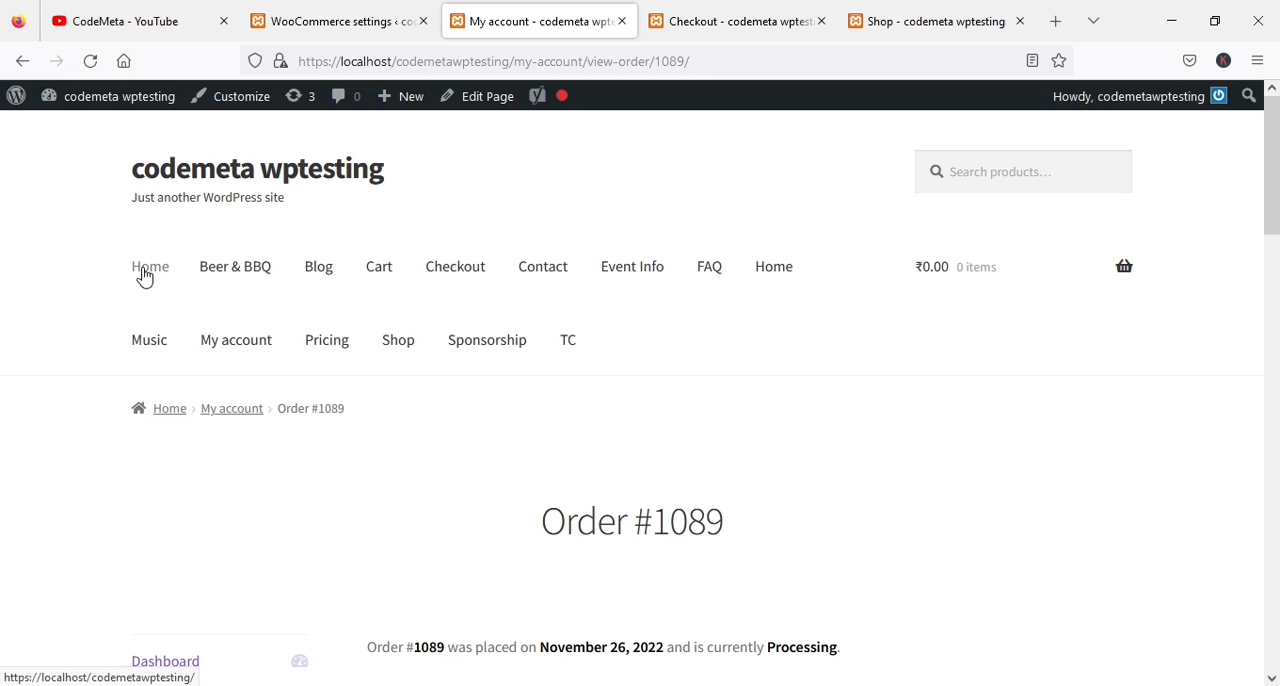 CodeMeta - YouTube
WooCommerce settings ‹ co
My account - codemeta wpte
Checkout - codemeta wptesti
Shop - codemeta wptesting
https://localhost/codemetawptesting/my-account/view-order/1089/
K
codemeta wptesting
Customize
3
0
New
Edit Page
Howdy, codemetawptesting
codemeta wptesting
Just another WordPress site
Search products…
Home
Beer & BBQ
Blog
Cart
Checkout
Contact
Event Info
FAQ
Home
₹0.00 0 items
Music
My account
Pricing
Shop
Sponsorship
TC
Home › My account › Order #1089
Order #1089
Order #1089 was placed on November 26, 2022 and is currently Processing.
Dashboard
https://localhost/codemetawptesting/